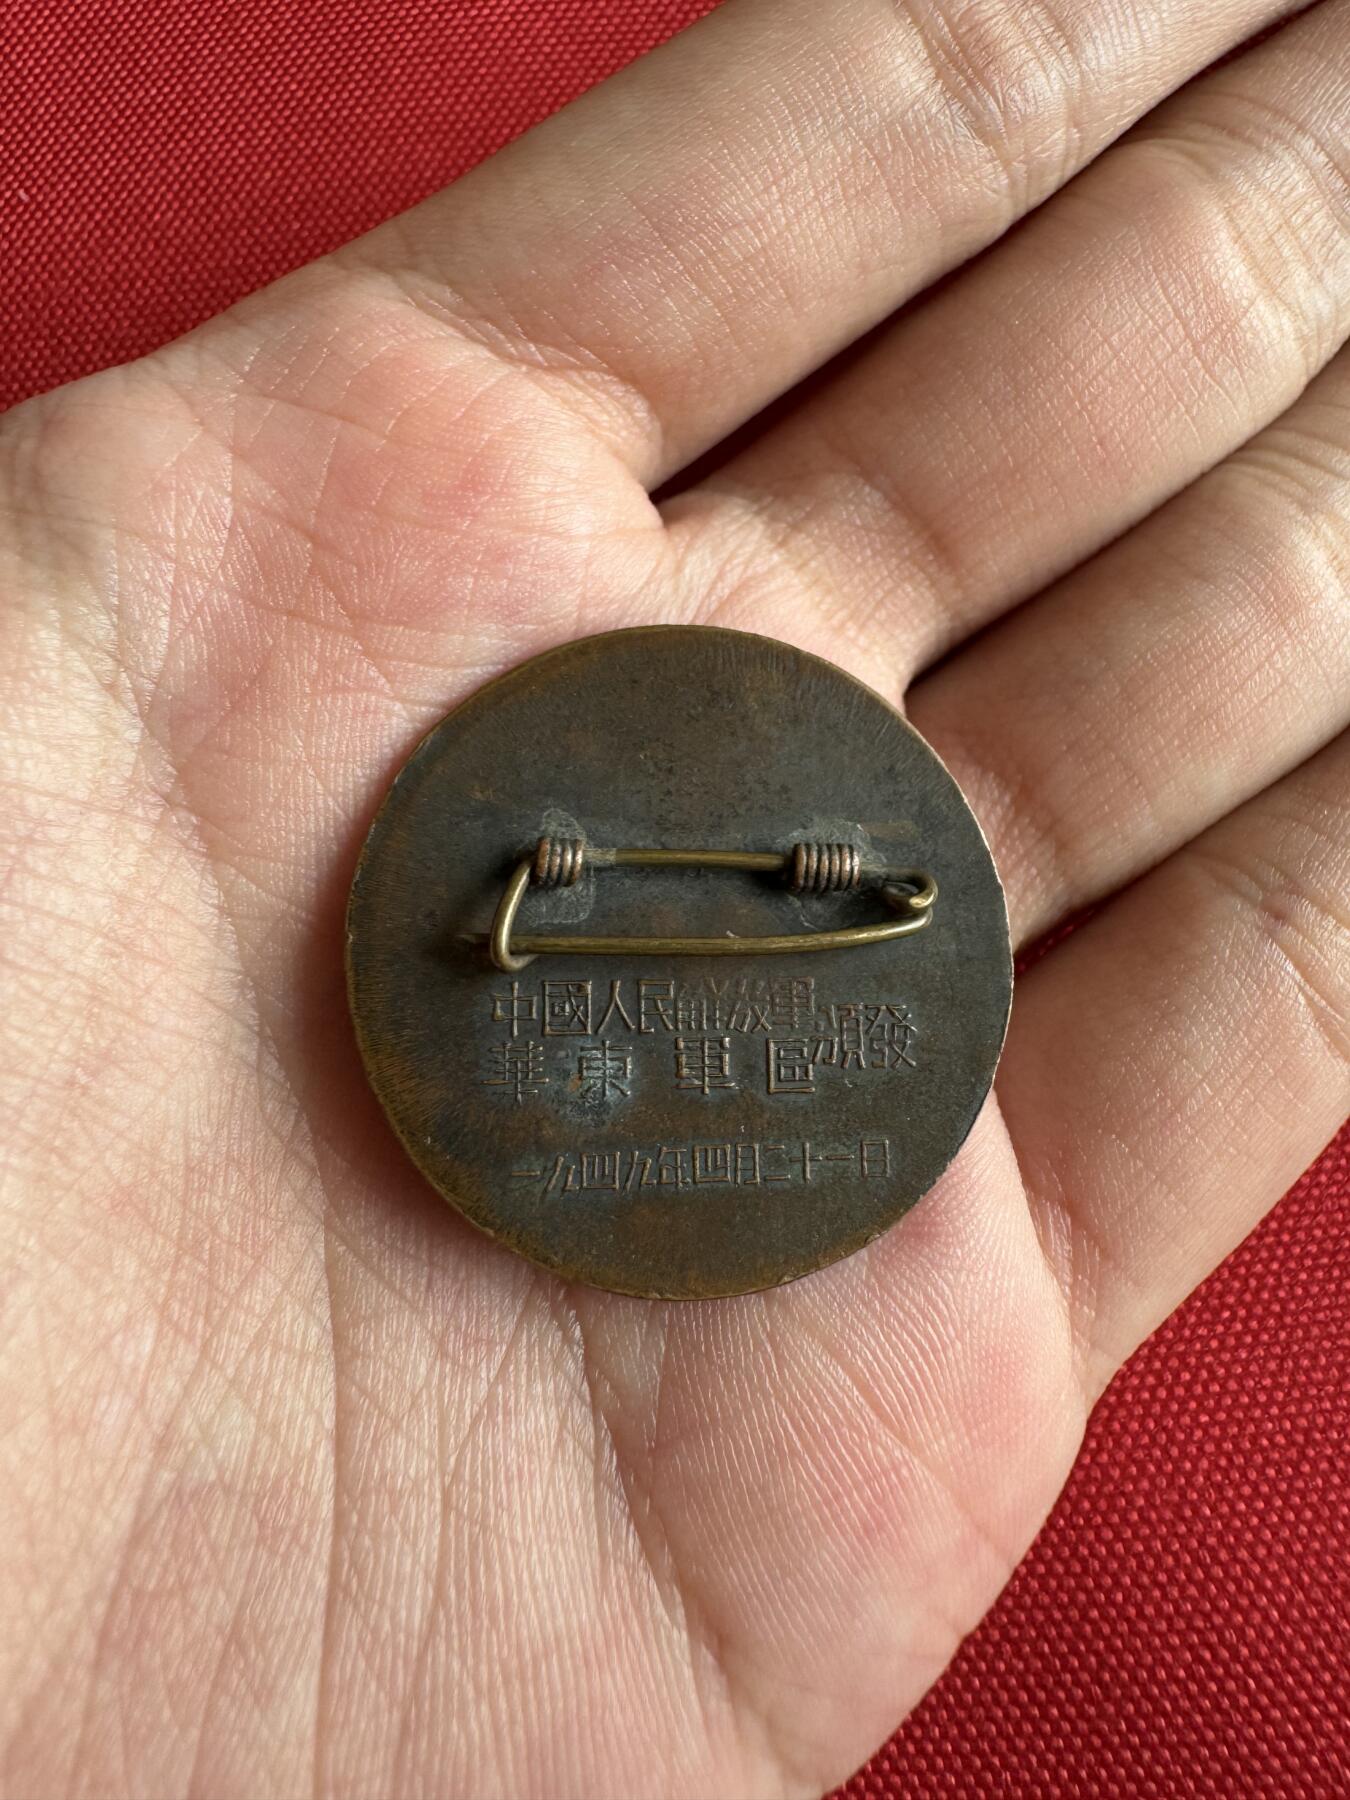 中國人民解放軍
華東軍區
頒發
一九四九年四月二十一日